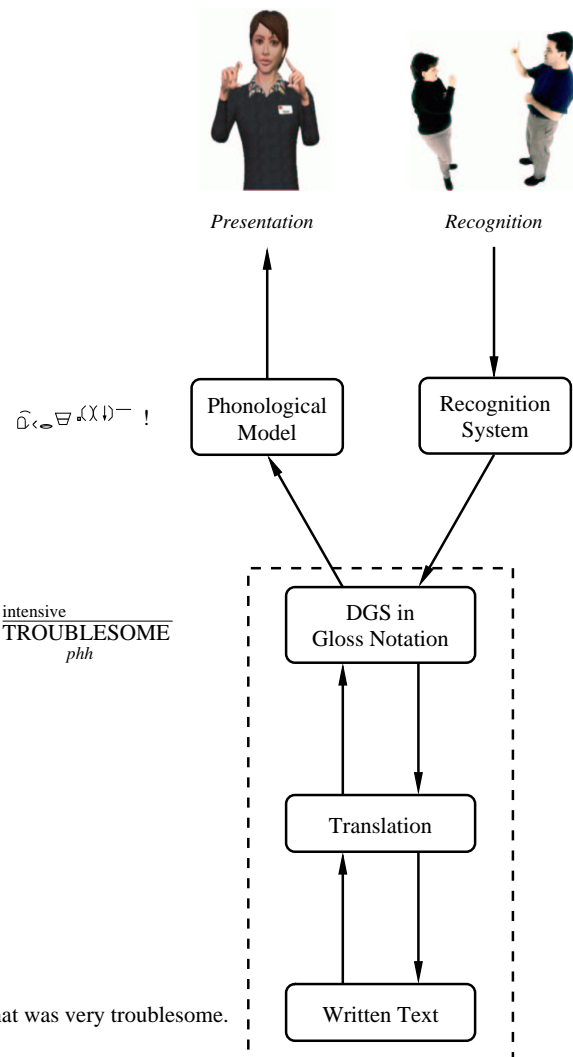 Presentation
Recognition
Phonological
Model
Recognition
System
!
intensive
TROUBLESOME
phh
DGS in
Gloss Notation
Translation
was very troublesome.
Written Text